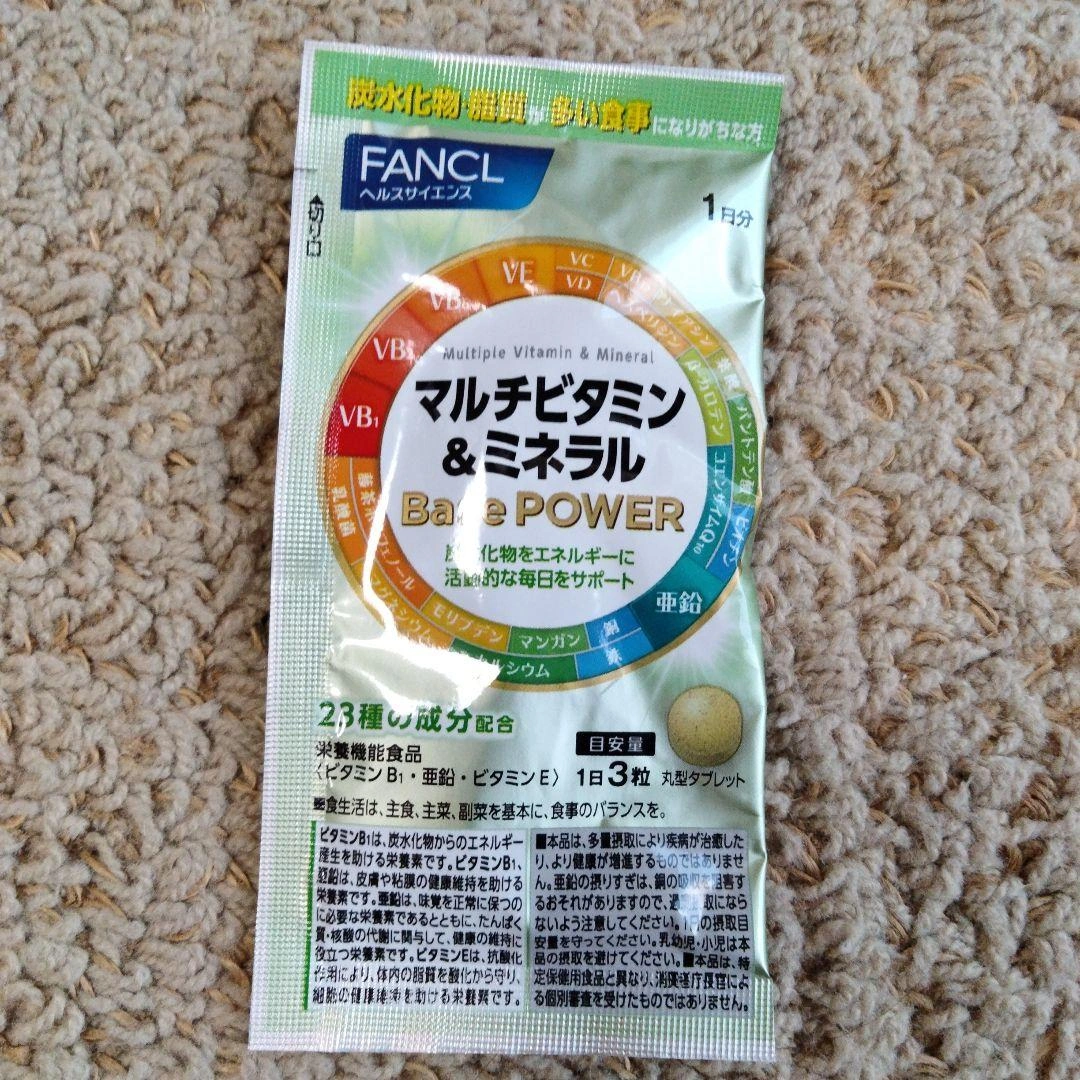 炭水化物・脂質が多い食事になりがちな方
FANCL
ヘルスサイエンス
▲切り口
1日分
VE
VC
VD
VB2
VB1
Multiple Vitamin & Mineral
マルチビタミン
&ミネラル
Base POWER
炭水化物をエネルギーに
活動的な毎日をサポート
ナイアシン
β-カロテン
葉酸
パントテン酸
コエンザイムQ10
ビオチン
亜鉛
銅
鉄
マンガン
カルシウム
モリブデン
マグネシウム
乳酸菌
23種の成分配合
栄養機能食品
〈ビタミンB1・亜鉛・ビタミンE〉
目安量
1日3粒 丸型タブレット
■食生活は、主食、主菜、副菜を基本に、食事のバランスを。
ビタミンB1は、炭水化物からのエネルギー
産生を助ける栄養素です。ビタミンB1、
亜鉛は、皮膚や粘膜の健康維持を助ける
栄養素です。亜鉛は、味覚を正常に保つの
に必要な栄養素であるとともに、たんぱく
質・核酸の代謝に関与して、健康の維持に
役立つ栄養素です。ビタミンEは、抗酸化
作用により、体内の脂質を酸化から守り、
細胞の健康維持を助ける栄養素です。
■本品は、多量摂取により疾病が治癒した
り、より健康が増進するものではありませ
ん。亜鉛の摂りすぎは、銅の吸収を阻害す
るおそれがありますので、過剰摂取になら
ないよう注意してください。1日の摂取目
安量を守ってください。乳幼児・小児は本
品の摂取を避けてください。■本品は、特
定保健用食品と異なり、消費者庁長官によ
る個別審査を受けたものではありません。